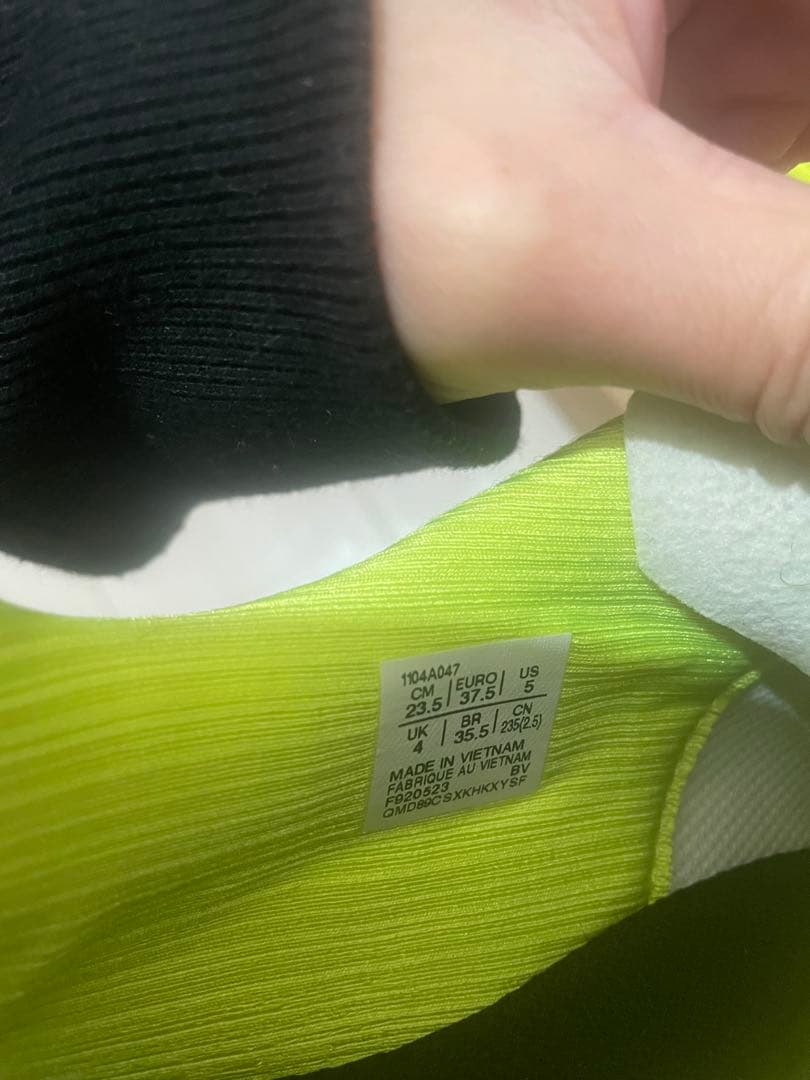 1104A047
CM 23.5 | EURO 37.5 | US 5
UK 4 | BR 35.5 | CN 235(2.5)
MADE IN VIETNAM
FABRIQUE AU VIETNAM
F920523 BV
QMD89CSXKHKXYSF